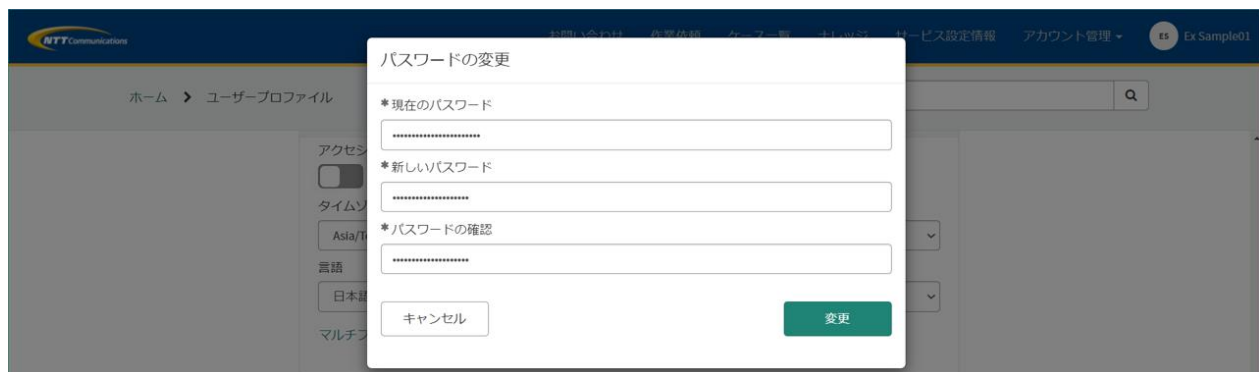 NTT Communications
お問い合わせ 作業依頼 ケース一覧 ナレッジ サービス設定情報 アカウント管理 ES Ex Sample01
パスワードの変更
ホーム > ユーザープロファイル
*現在のパスワード
•••••••••••••••••••••••
アクセシ
*新しいパスワード
••••••••••••••••••••
タイムゾ
*パスワードの確認
Asia/T
••••••••••••••••••••
言語
日本語
キャンセル 変更
マルチフ